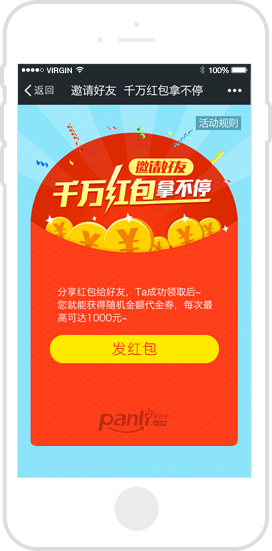 VIRGIN
100%
返回
邀请好友 千万红包拿不停
活动规则
邀请好友
千万红包拿不停
分享红包给好友，Ta成功领取后~
您就能获得随机金额代金券，每次最
高可达1000元~
发红包
panli